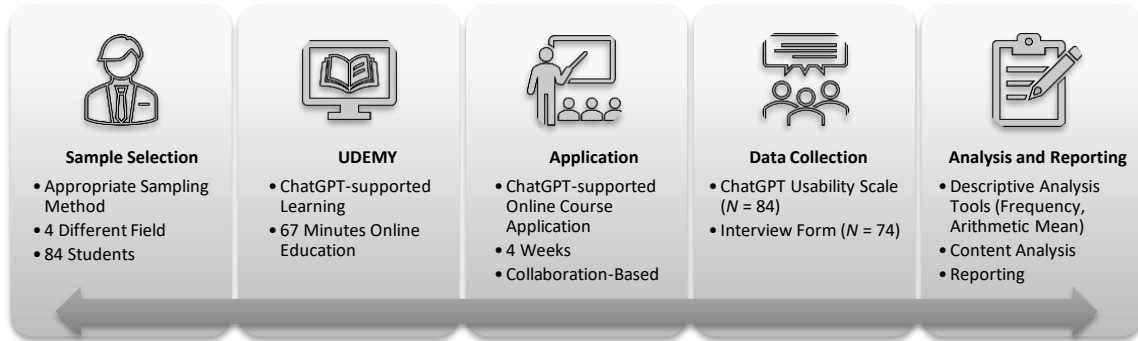 Sample Selection
• Appropriate Sampling
Method
• 4 Different Field
• 84 Students
UDEMY
• ChatGPT-supported
Learning
• 67 Minutes Online
Education
Application
• ChatGPT-supported
Online Course
Application
• 4 Weeks
• Collaboration-Based
Data Collection
• ChatGPT Usability Scale
(N = 84)
• Interview Form (N = 74)
Analysis and Reporting
• Descriptive Analysis
Tools (Frequency,
Arithmetic Mean)
• Content Analysis
• Reporting